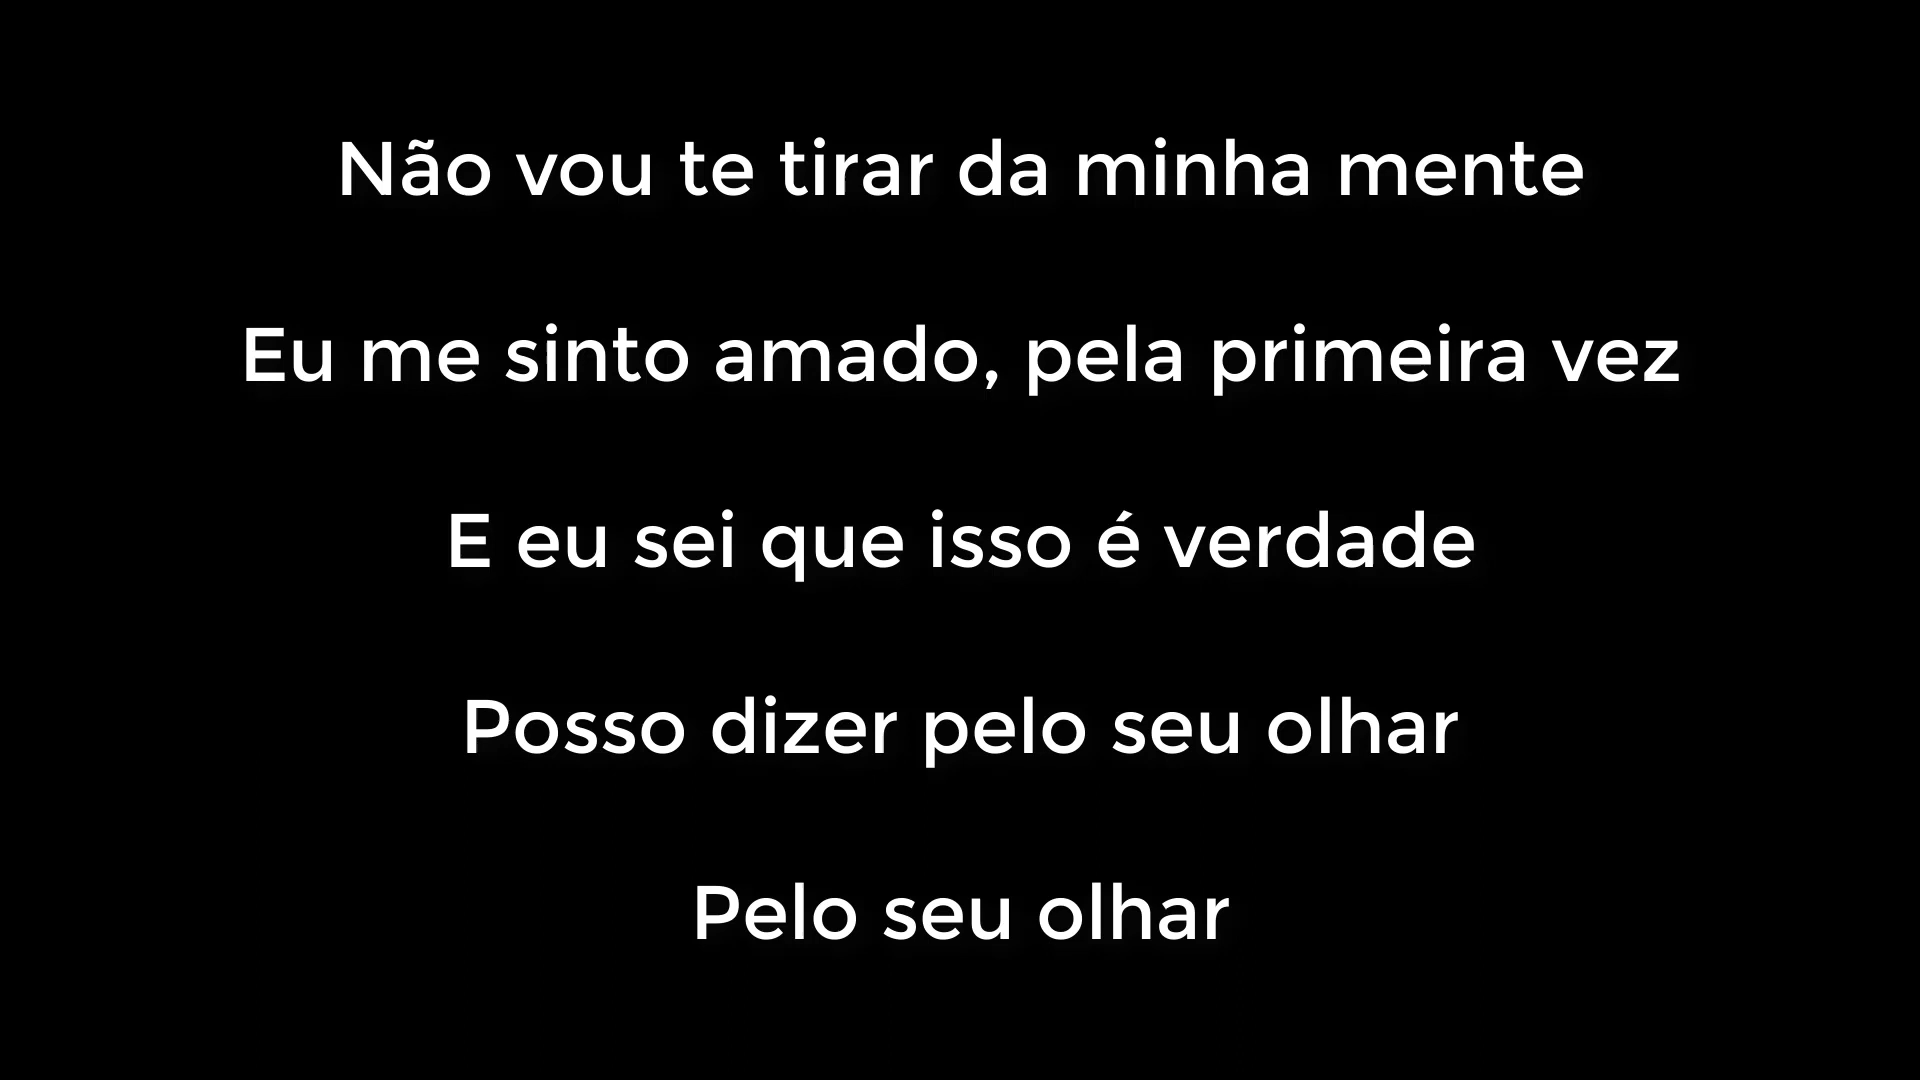 Não vou te tirar da minha mente
Eu me sinto amado, pela primeira vez
E eu sei que isso é verdade
Posso dizer pelo seu olhar
Pelo seu olhar